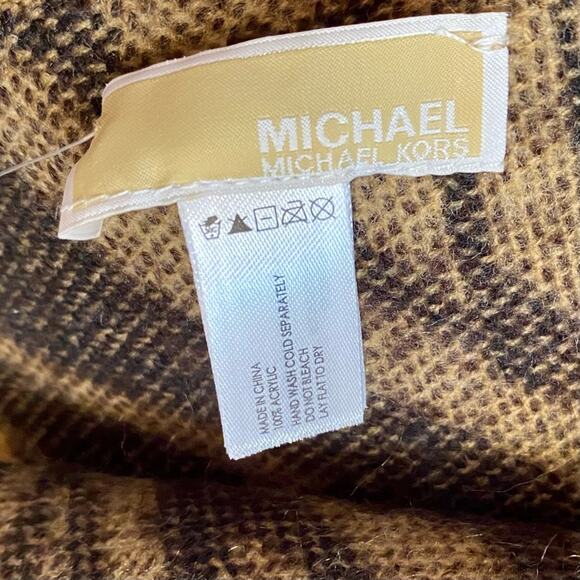 MICHAEL
MICHAEL KORS
MADE IN CHINA
100% ACRYLIC
HAND WASH COLD SEPARATELY
DO NOT BLEACH
LAY FLAT TO DRY